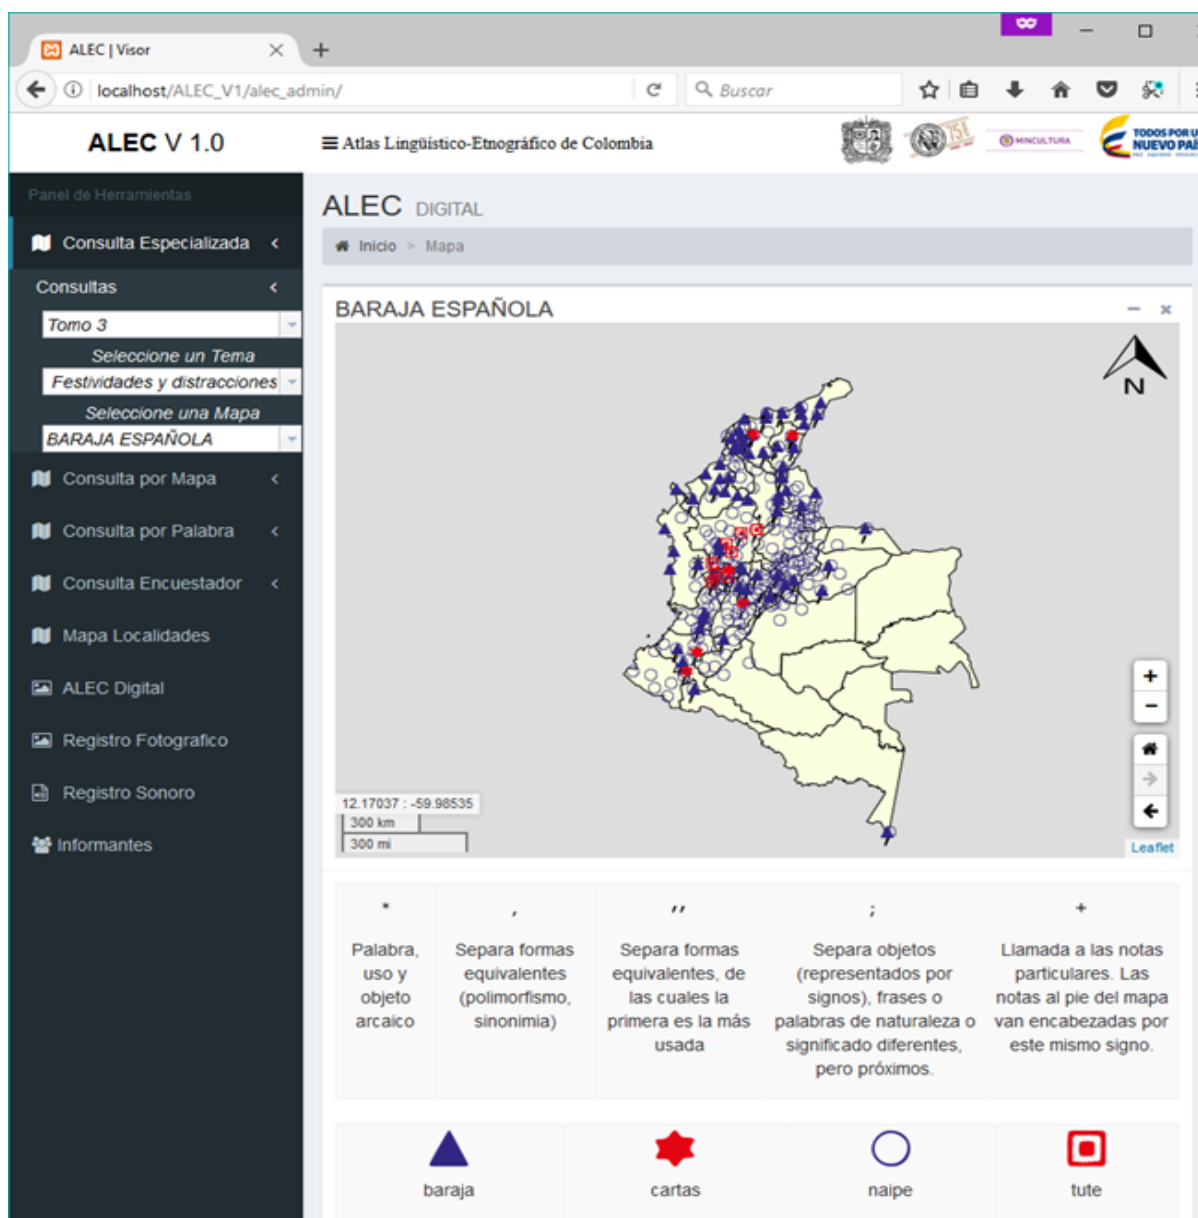 ALEC | Visor
localhost/ALEC_V1/alec_admin/
Buscar
ALEC V 1.0
Atlas Lingüistico-Etnográfico de Colombia
MINCULTURA
TODOS POR U
NUEVO PAÍS
Panel de Herramientas
ALEC DIGITAL
Consulta Especializada
Inicio > Mapa
Consultas
BARAJA ESPAÑOLA
Tomo 3
Seleccione un Tema
Festividades y distracciones
Seleccione una Mapa
BARAJA ESPAÑOLA
N
Consulta por Mapa
Consulta por Palabra
Consulta Encuestador
Mapa Localidades
ALEC Digital
Registro Fotografico
Registro Sonoro
Informantes
+
−
12.17037 : -59.98535
300 km
300 mi
Leaflet
*
Palabra,
uso y
objeto
arcaico
,
Separa formas
equivalentes
(polimorfismo,
sinonimia)
,,
Separa formas
equivalentes, de
las cuales la
primera es la más
usada
;
Separa objetos
(representados por
signos), frases o
palabras de naturaleza o
significado diferentes,
pero próximos.
+
Llamada a las notas
particulares. Las
notas al pie del mapa
van encabezadas por
este mismo signo.
baraja
cartas
naipe
tute